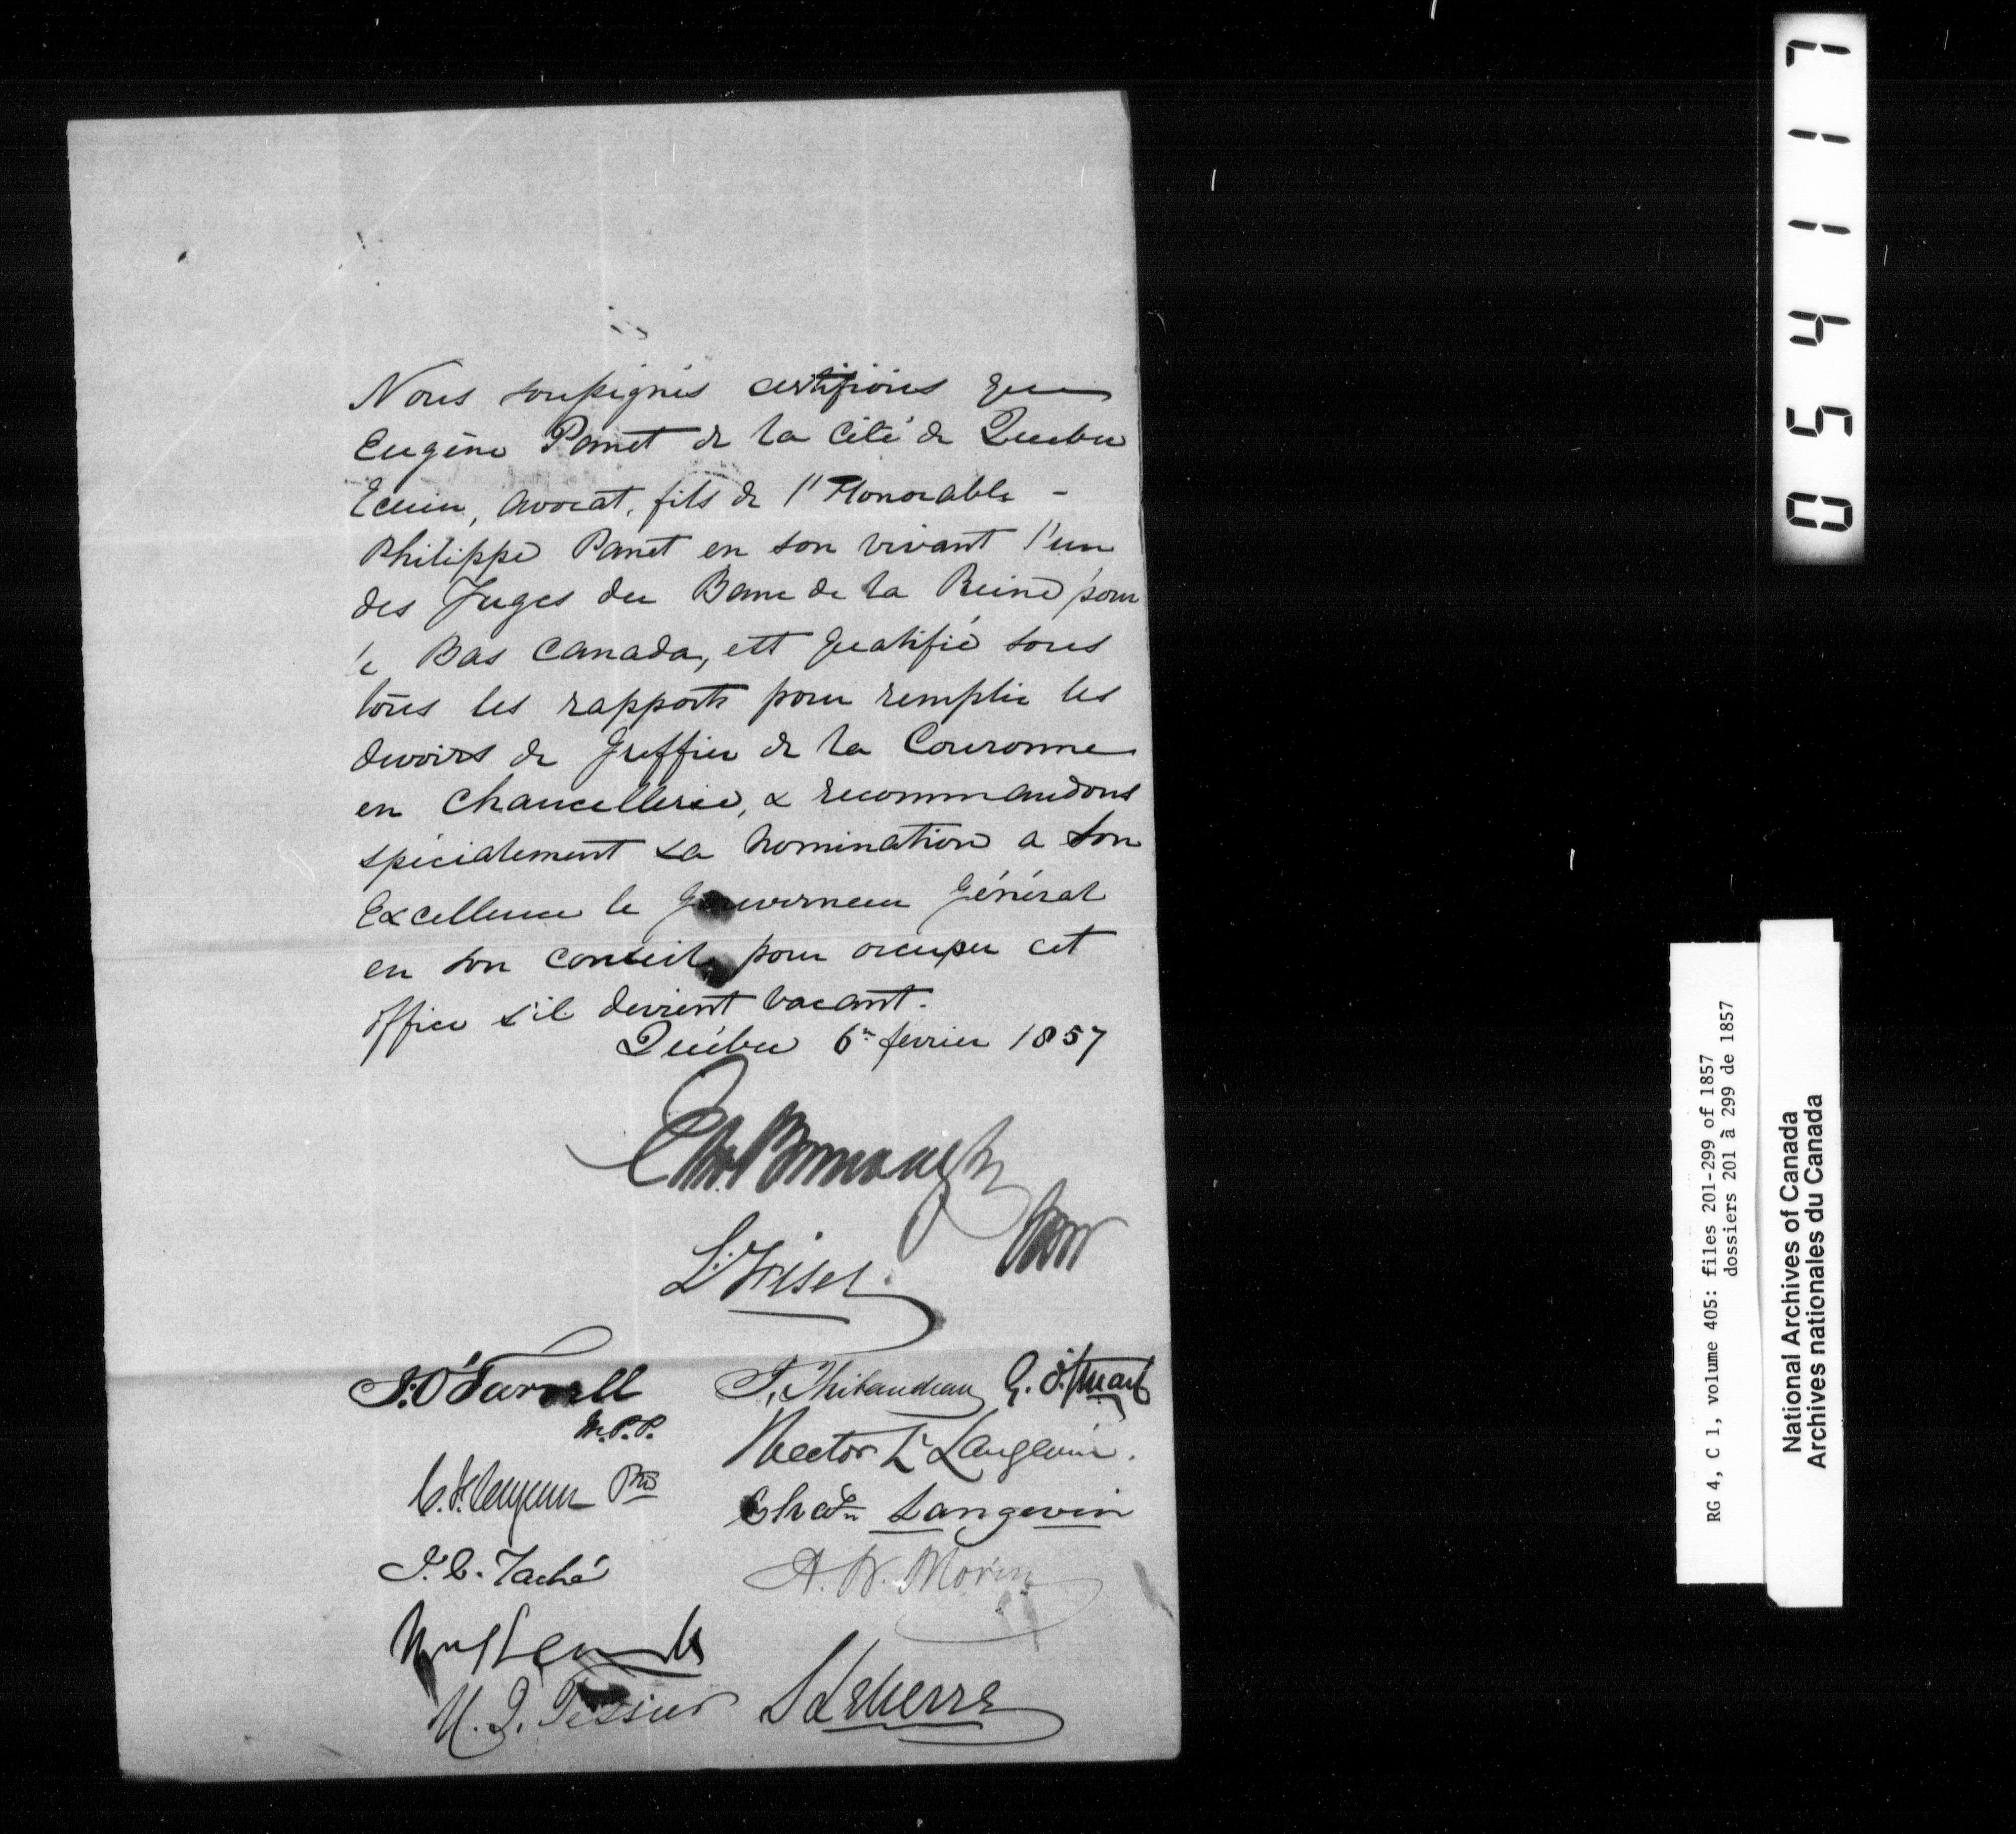 Nous soussignés certifions que
Eugène Panet de la Cité de Québec
Ecuier, Avocat, fils de l'Honorable -
Philippe Panet en son vivant l'un
des Juges du Banc de la Reine pour
le Bas Canada, est qualifié sous
tous les rapports pour remplir les
devoirs de Greffier de la Couronne
en Chancellerie, & recommandons
spécialement sa nomination a Son
Excellence le Gouverneur Général
en son conseil, pour occuper cet
office s'il devient vacant.
Québec 6 février 1857
J. O'Farrell
M.P.P.
J. Thibaudeau
G. O. Stuart
Hector L. Langevin.
Langevin
J. C. Taché
A. N. Morin
U. J. Tessier
054117
RG 4, C 1, volume 405: files 201-299 of 1857
dossiers 201 à 299 de 1857
National Archives of Canada
Archives nationales du Canada